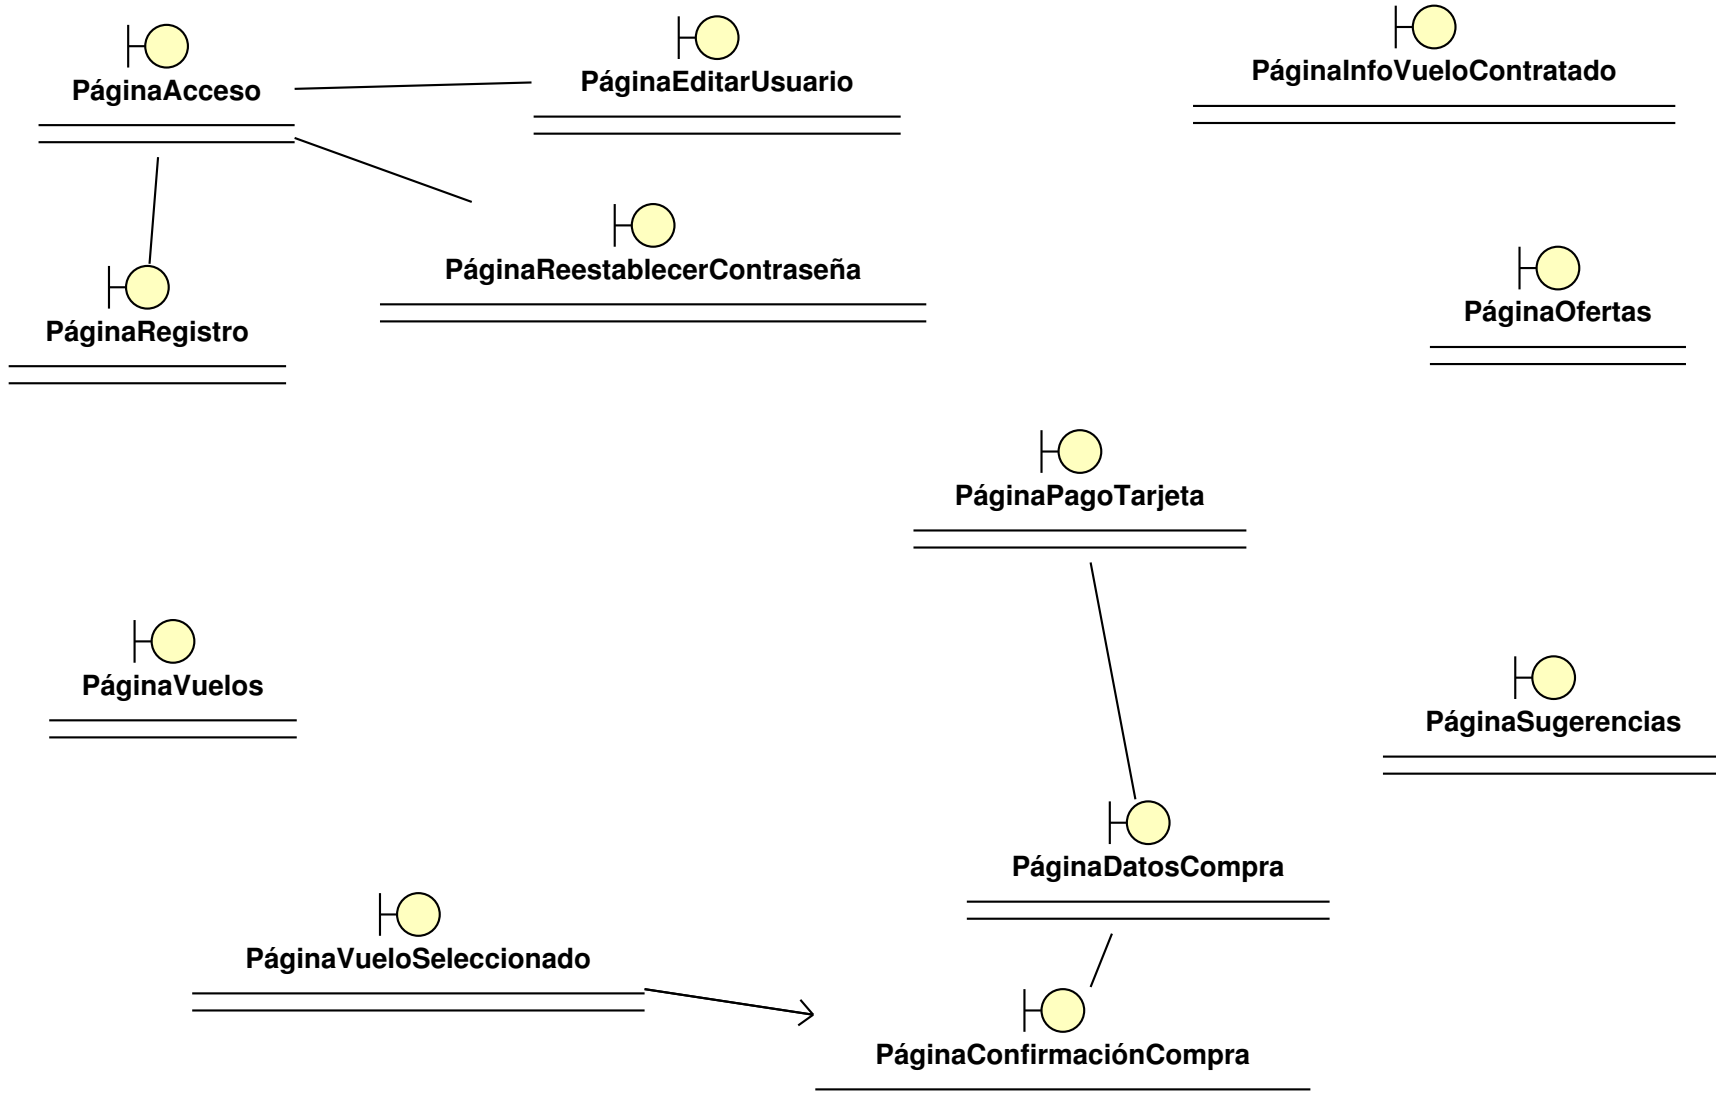 PáginaAcceso
PáginaEditarUsuario
PáginaInfoVueloContratado
PáginaReestablecerContraseña
PáginaRegistro
PáginaOfertas
PáginaPagoTarjeta
PáginaVuelos
PáginaSugerencias
PáginaDatosCompra
PáginaVueloSeleccionado
PáginaConfirmaciónCompra